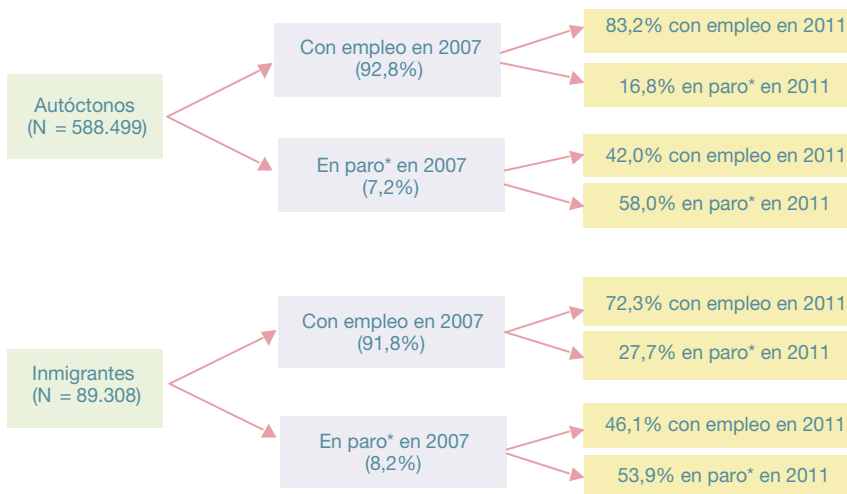 Autóctonos
(N = 588.499)
Con empleo en 2007
(92,8%)
83,2% con empleo en 2011
16,8% en paro* en 2011
En paro* en 2007
(7,2%)
42,0% con empleo en 2011
58,0% en paro* en 2011
Inmigrantes
(N = 89.308)
Con empleo en 2007
(91,8%)
72,3% con empleo en 2011
27,7% en paro* en 2011
En paro* en 2007
(8,2%)
46,1% con empleo en 2011
53,9% en paro* en 2011